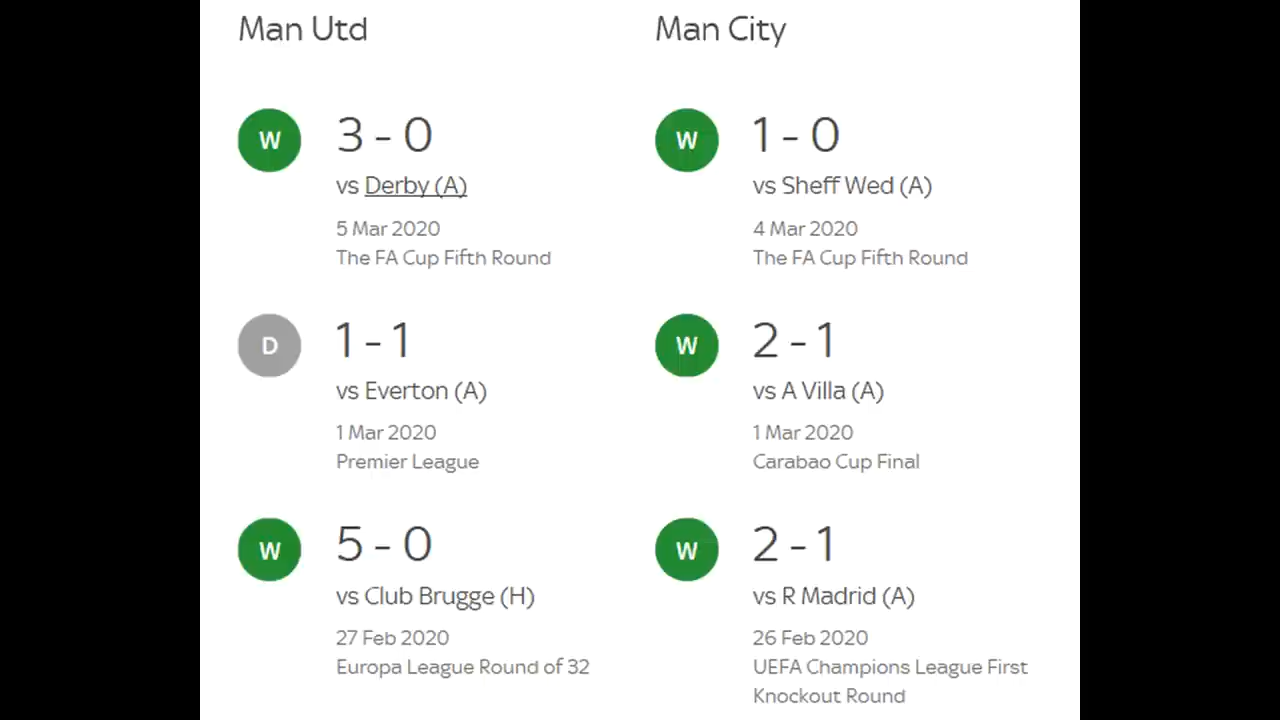 Man Utd
W
3 - 0
vs Derby (A)
5 Mar 2020
The FA Cup Fifth Round
D
1 - 1
vs Everton (A)
1 Mar 2020
Premier League
W
5 - 0
vs Club Brugge (H)
27 Feb 2020
Europa League Round of 32
Man City
W
1 - 0
vs Sheff Wed (A)
4 Mar 2020
The FA Cup Fifth Round
W
2 - 1
vs A Villa (A)
1 Mar 2020
Carabao Cup Final
W
2 - 1
vs R Madrid (A)
26 Feb 2020
UEFA Champions League First
Knockout Round